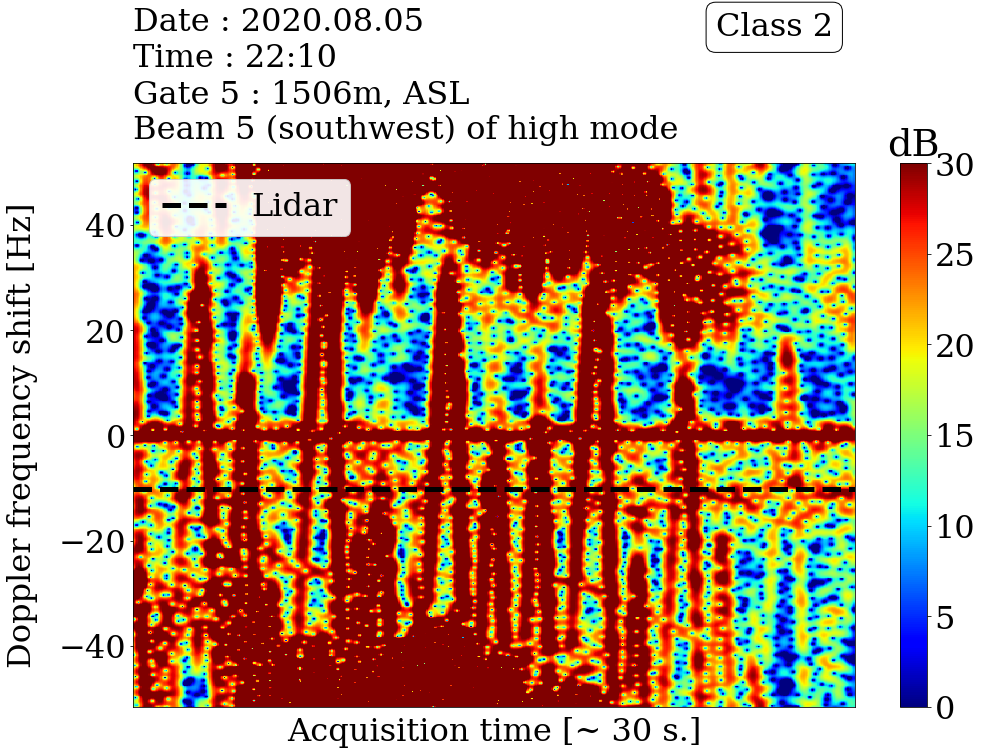 Date : 2020.08.05
Time : 22:10
Gate 5 : 1506m, ASL
Beam 5 (southwest) of high mode
Class 2
dB
Lidar
Doppler frequency shift [Hz]
40
20
0
−20
−40
30
25
20
15
10
5
0
Acquisition time [~ 30 s.]